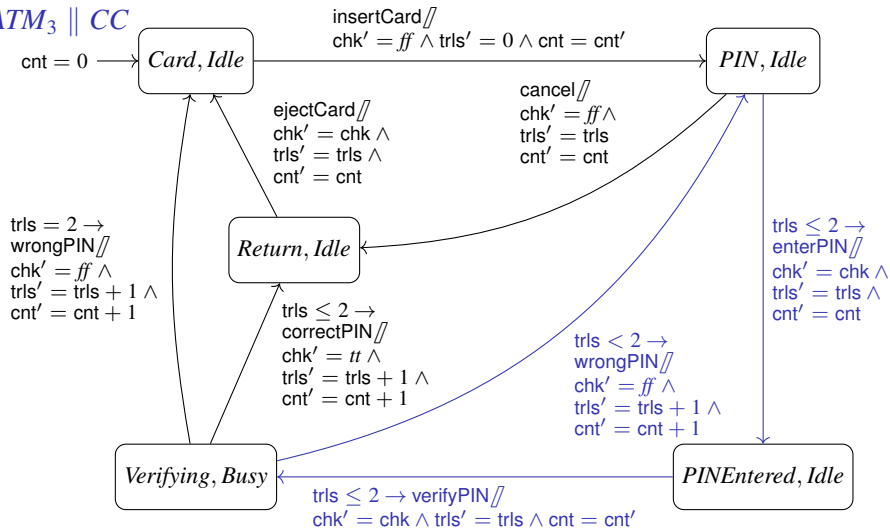 ATM₃ ∥ CC
cnt = 0
Card, Idle
insertCard⫽
chk′ = ff ∧ trls′ = 0 ∧ cnt = cnt′
PIN, Idle
ejectCard⫽
chk′ = chk ∧
trls′ = trls ∧
cnt′ = cnt
cancel⫽
chk′ = ff ∧
trls′ = trls
cnt′ = cnt
trls = 2 →
wrongPIN⫽
chk′ = ff ∧
trls′ = trls + 1 ∧
cnt′ = cnt + 1
Return, Idle
trls ≤ 2 →
enterPIN⫽
chk′ = chk ∧
trls′ = trls ∧
cnt′ = cnt
trls ≤ 2 →
correctPIN⫽
chk′ = tt ∧
trls′ = trls + 1 ∧
cnt′ = cnt + 1
trls < 2 →
wrongPIN⫽
chk′ = ff ∧
trls′ = trls + 1 ∧
cnt′ = cnt + 1
Verifying, Busy
PINEntered, Idle
trls ≤ 2 → verifyPIN⫽
chk′ = chk ∧ trls′ = trls ∧ cnt = cnt′